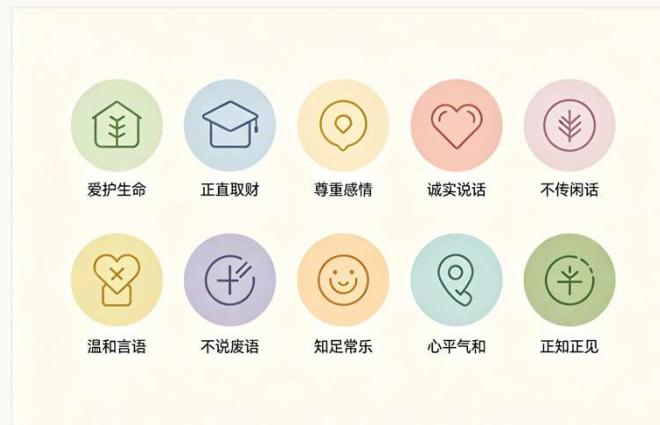 爱护生命
正直取财
尊重感情
诚实说话
不传闲话
温和言语
不说废语
知足常乐
心平气和
正知正见